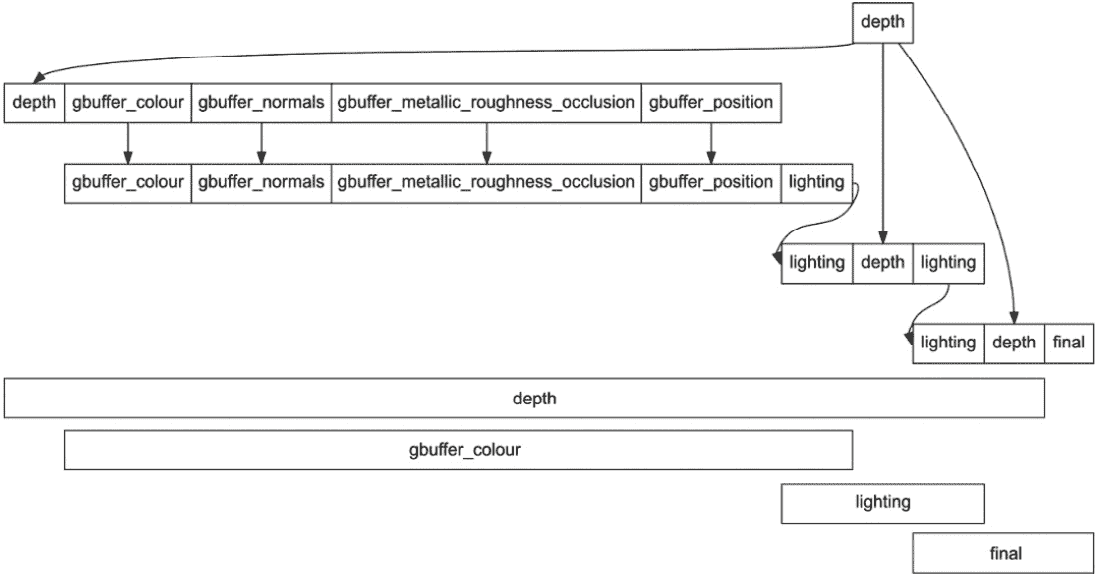 depth
depth gbuffer_colour gbuffer_normals gbuffer_metallic_roughness_occlusion gbuffer_position
gbuffer_colour gbuffer_normals gbuffer_metallic_roughness_occlusion gbuffer_position lighting
lighting depth lighting
lighting depth final
depth
gbuffer_colour
lighting
final